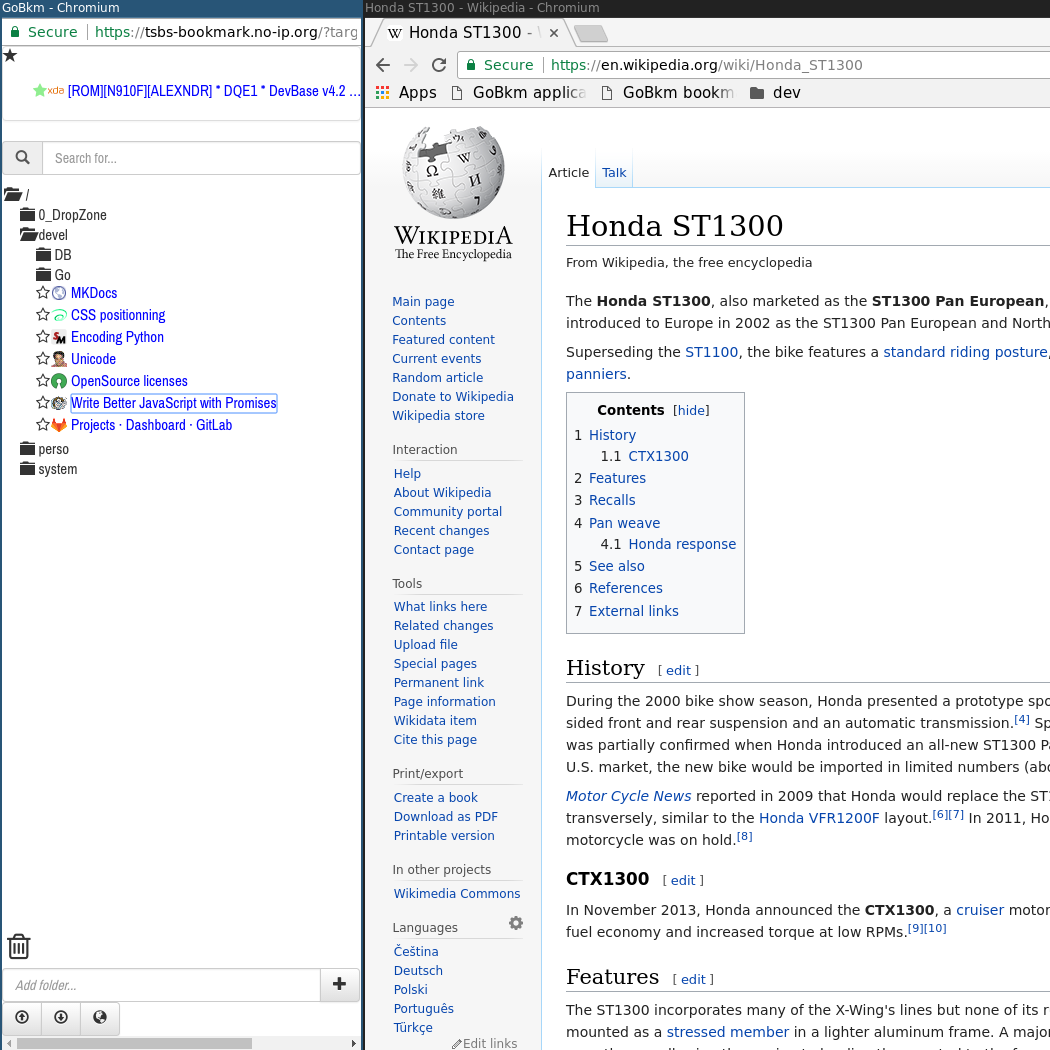 GoBkm - Chromium
Secure https://tsbs-bookmark.no-ip.org/?targ
xda [ROM][N910F][ALEXNDR] * DQE1 * DevBase v4.2 ...
Search for...
/
0_DropZone
devel
DB
Go
MKDocs
CSS positionning
Encoding Python
Unicode
OpenSource licenses
Write Better JavaScript with Promises
Projects · Dashboard · GitLab
perso
system
Add folder...
Honda ST1300 - Wikipedia - Chromium
W Honda ST1300 -
Secure https://en.wikipedia.org/wiki/Honda_ST1300
Apps GoBkm applica GoBkm bookm dev
WIKIPEDIA
The Free Encyclopedia
Main page
Contents
Featured content
Current events
Random article
Donate to Wikipedia
Wikipedia store
Interaction
Help
About Wikipedia
Community portal
Recent changes
Contact page
Tools
What links here
Related changes
Upload file
Special pages
Permanent link
Page information
Wikidata item
Cite this page
Print/export
Create a book
Download as PDF
Printable version
In other projects
Wikimedia Commons
Languages
Čeština
Deutsch
Polski
Português
Türkçe
Edit links
Article Talk
Honda ST1300
From Wikipedia, the free encyclopedia
The Honda ST1300, also marketed as the ST1300 Pan European,
introduced to Europe in 2002 as the ST1300 Pan European and North
Superseding the ST1100, the bike features a standard riding posture,
panniers.
Contents [hide]
1 History
1.1 CTX1300
2 Features
3 Recalls
4 Pan weave
4.1 Honda response
5 See also
6 References
7 External links
History [ edit ]
During the 2000 bike show season, Honda presented a prototype spo
sided front and rear suspension and an automatic transmission.[4] Sp
was partially confirmed when Honda introduced an all-new ST1300 Pa
U.S. market, the new bike would be imported in limited numbers (abo
Motor Cycle News reported in 2009 that Honda would replace the ST1
transversely, similar to the Honda VFR1200F layout.[6][7] In 2011, Ho
motorcycle was on hold.[8]
CTX1300 [ edit ]
In November 2013, Honda announced the CTX1300, a cruiser motor
fuel economy and increased torque at low RPMs.[9][10]
Features [ edit ]
The ST1300 incorporates many of the X-Wing's lines but none of its r
mounted as a stressed member in a lighter aluminum frame. A major